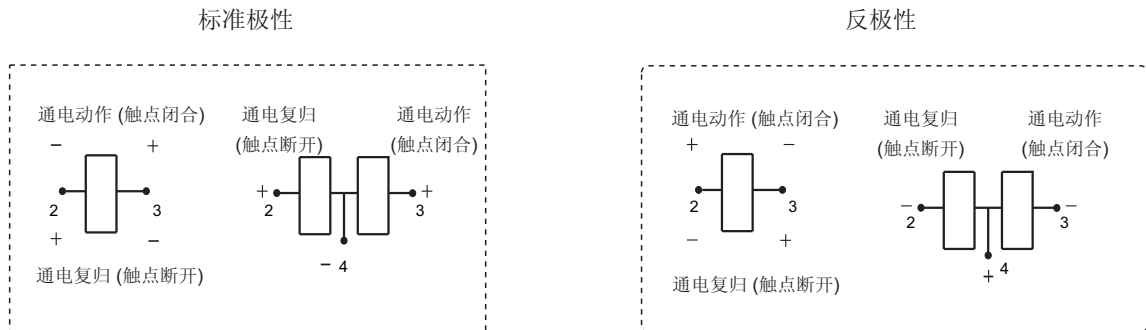 标准极性
通电动作 (触点闭合)
− +
2 3
+ −
通电复归 (触点断开)
通电复归
(触点断开)
通电动作
(触点闭合)
+ +
2 3
− 4
反极性
通电动作 (触点闭合)
+ −
2 3
− +
通电复归 (触点断开)
通电复归
(触点断开)
通电动作
(触点闭合)
− −
2 3
+ 4